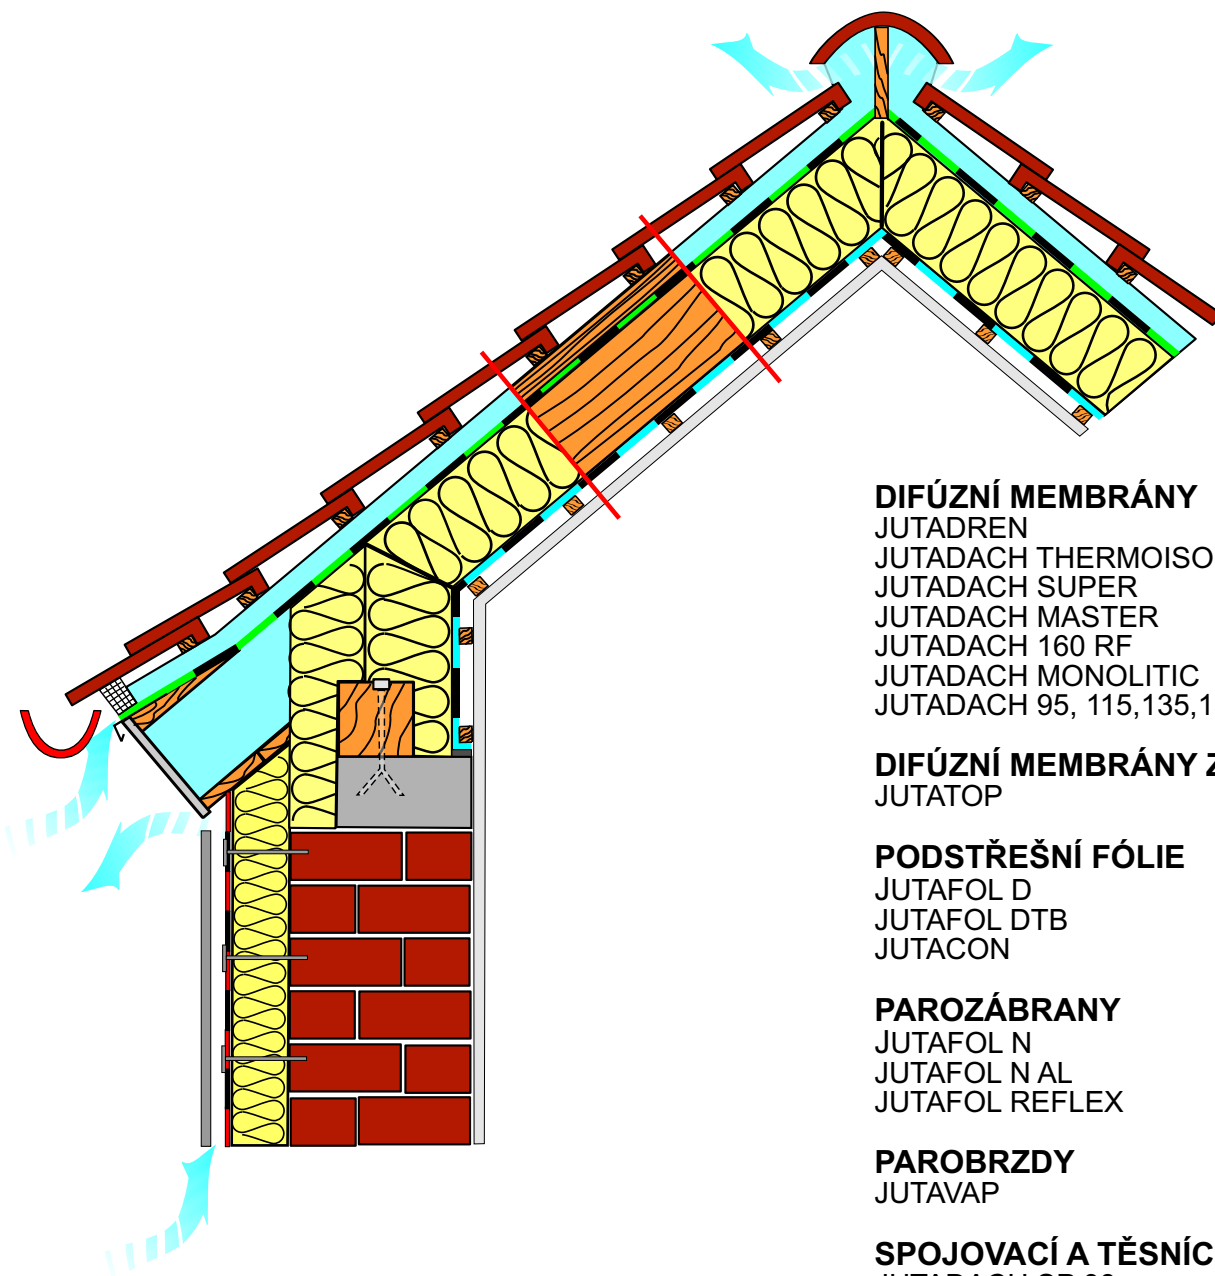 DIFÚZNÍ MEMBRÁNY
JUTADREN
JUTADACH THERMOISO
JUTADACH SUPER
JUTADACH MASTER
JUTADACH 160 RF
JUTADACH MONOLITIC
JUTADACH 95, 115,135,1
DIFÚZNÍ MEMBRÁNY Z
JUTATOP
PODSTŘEŠNÍ FÓLIE
JUTAFOL D
JUTAFOL DTB
JUTACON
PAROZÁBRANY
JUTAFOL N
JUTAFOL N AL
JUTAFOL REFLEX
PAROBRZDY
JUTAVAP
SPOJOVACÍ A TĚSNÍC